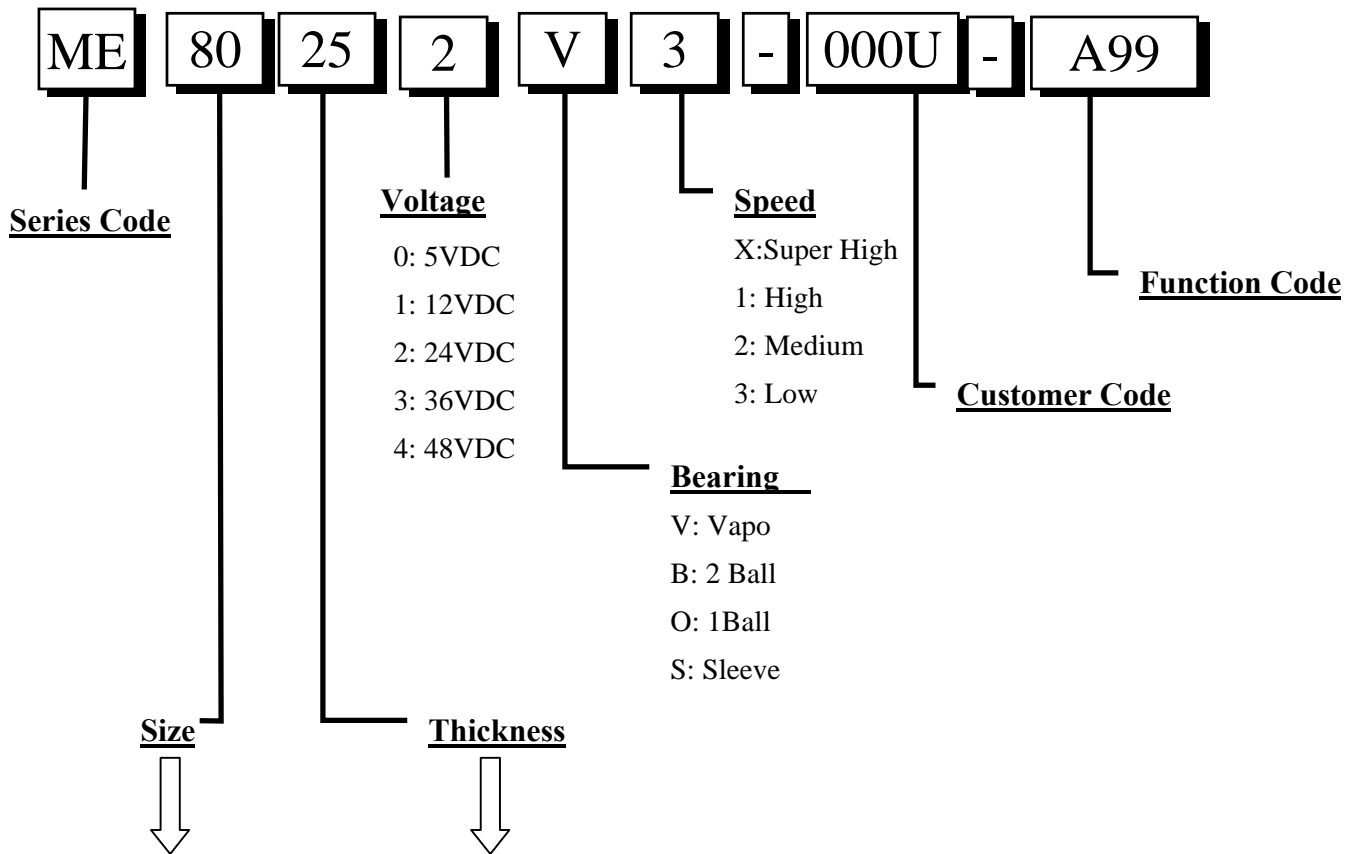 ME 80 25 2 V 3 - 000U - A99
Series Code
Voltage
0: 5VDC
1: 12VDC
2: 24VDC
3: 36VDC
4: 48VDC
Speed
X:Super High
1: High
2: Medium
3: Low
Function Code
Customer Code
Bearing
V: Vapo
B: 2 Ball
O: 1Ball
S: Sleeve
Size
Thickness